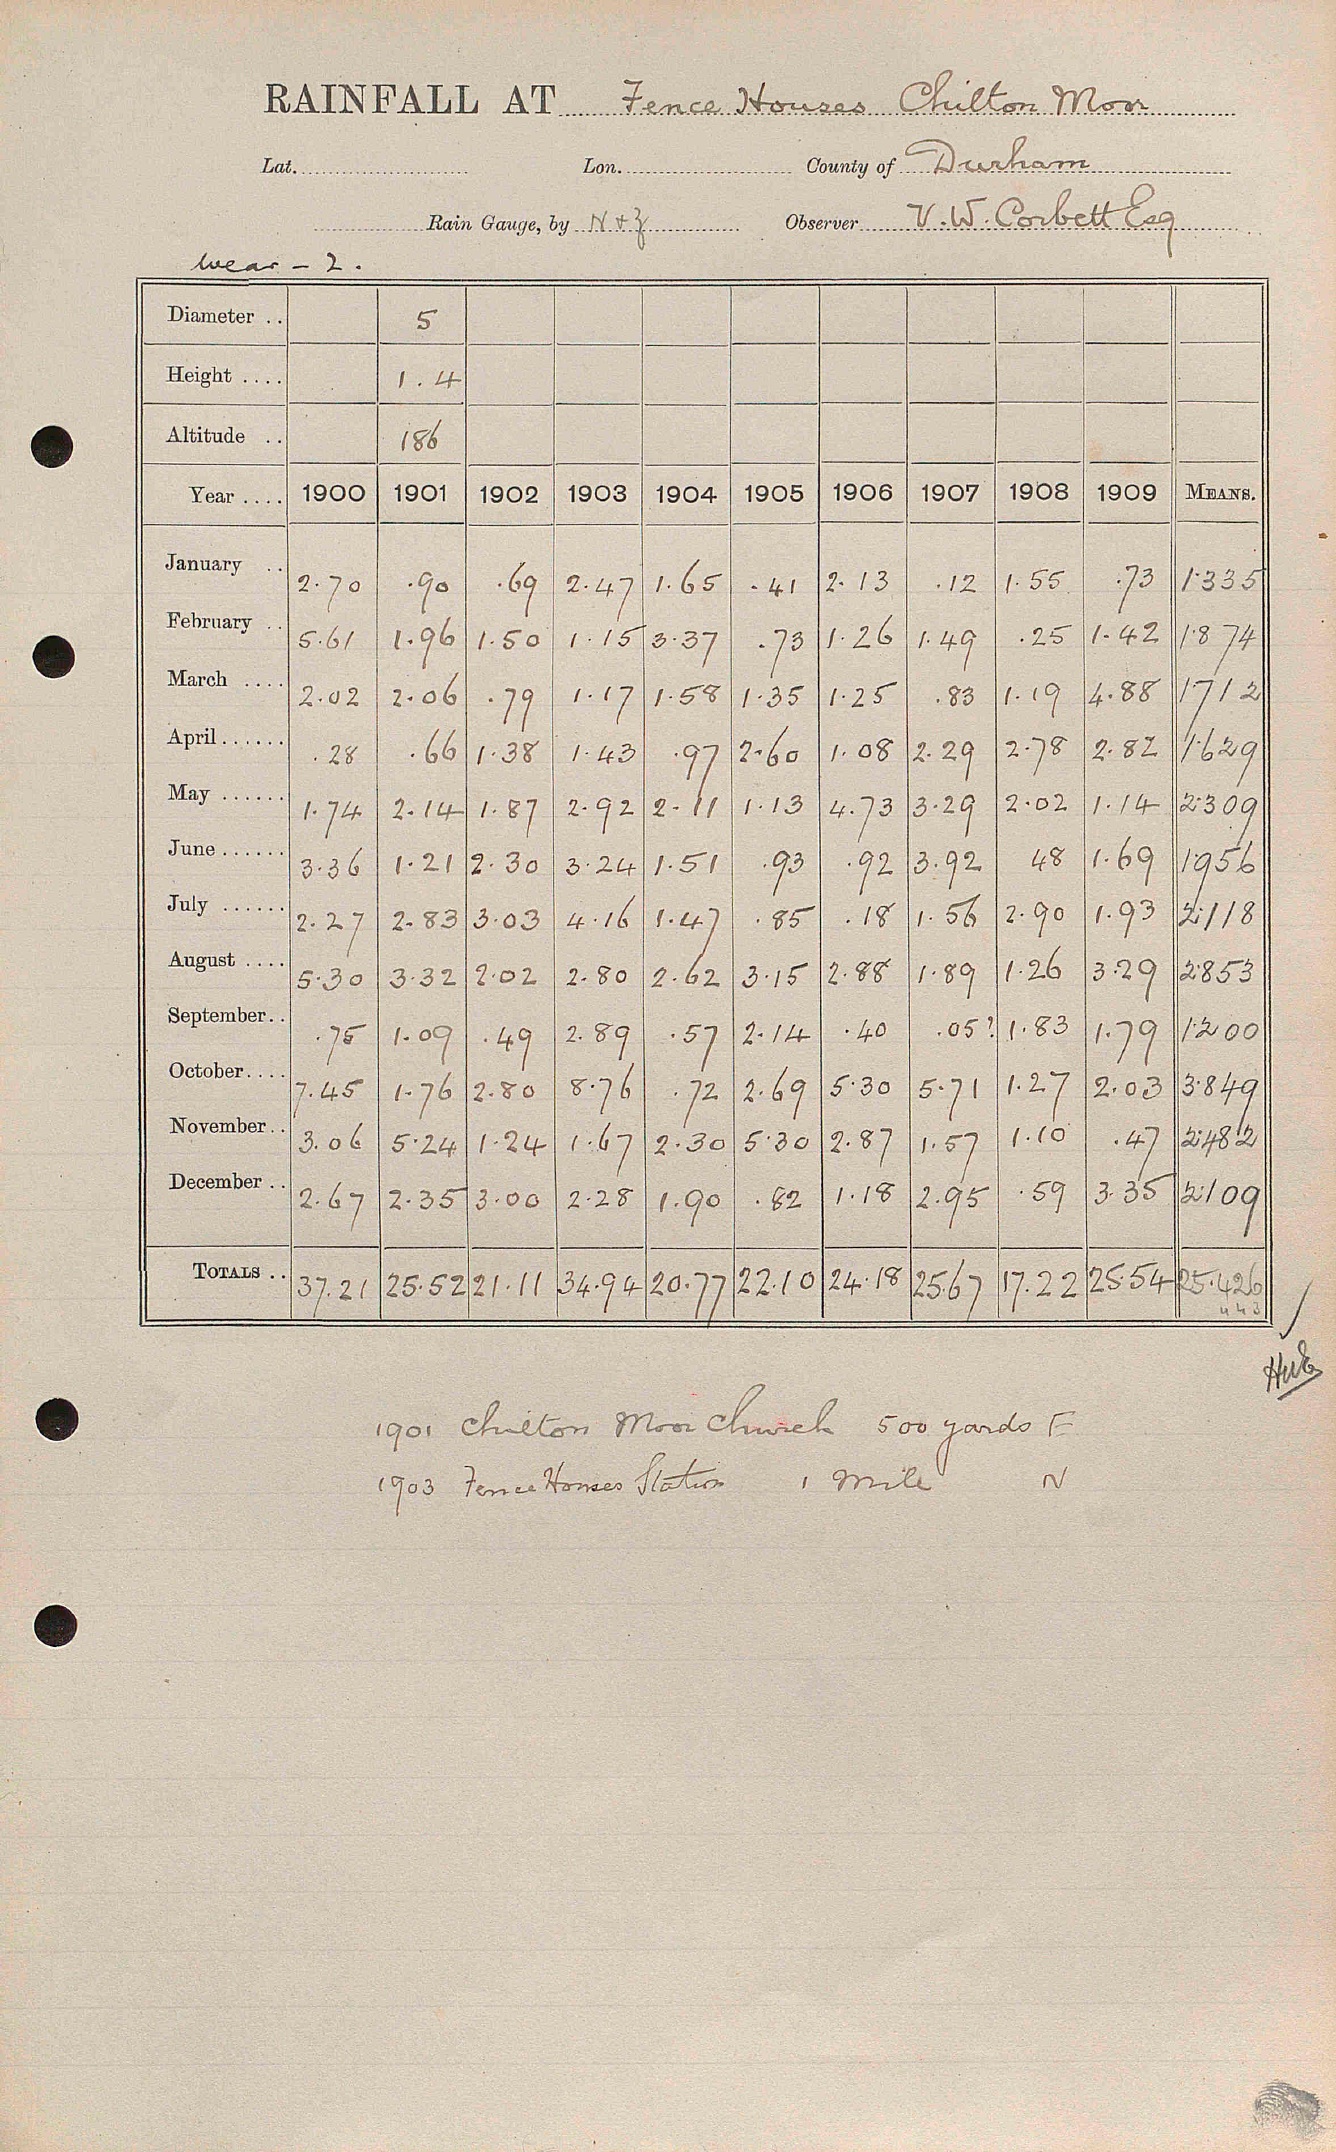 RAINFALL AT Fence Houses Chilton Moor
Lat. Lon. County of Durham
Rain Gauge, by N & Z Observer V. W. Corbett Esq
Wear - 2.
Diameter .. 5
Height .... 1.4
Altitude .. 186
Year .... 1900 1901 1902 1903 1904 1905 1906 1907 1908 1909 MEANS.
January .. 2.70 .90 .69 2.47 1.65 .41 2.13 .12 1.55 .73 1.335
February .. 5.61 1.96 1.50 1.15 3.37 .73 1.26 1.49 .25 1.42 1.874
March .... 2.02 2.06 .79 1.17 1.58 1.35 1.25 .83 1.19 4.88 1712
April ...... .28 .66 1.38 1.43 .97 2.60 1.08 2.29 2.78 2.82 1.629
May ...... 1.74 2.14 1.87 2.92 2.11 1.13 4.73 3.29 2.02 1.14 2.309
June ...... 3.36 1.21 2.30 3.24 1.51 .93 .92 3.92 48 1.69 1956
July ...... 2.27 2.83 3.03 4.16 1.47 .85 .18 1.56 2.90 1.93 2.118
August .... 5.30 3.32 2.02 2.80 2.62 3.15 2.88 1.89 1.26 3.29 2.853
September .. .75 1.09 .49 2.89 .57 2.14 .40 .05? 1.83 1.79 1.200
October .... 7.45 1.76 2.80 8.76 .72 2.69 5.30 5.71 1.27 2.03 3.849
November .. 3.06 5.24 1.24 1.67 2.30 5.30 2.87 1.57 1.10 .47 2.482
December .. 2.67 2.35 3.00 2.28 1.90 .82 1.18 2.95 .59 3.35 2.109
TOTALS .. 37.21 25.52 21.11 34.94 20.77 22.10 24.18 25.67 17.22 25.54 25.426
1901 Chilton Moor Church 500 yards E
1903 Fence Houses Station 1 Mile N